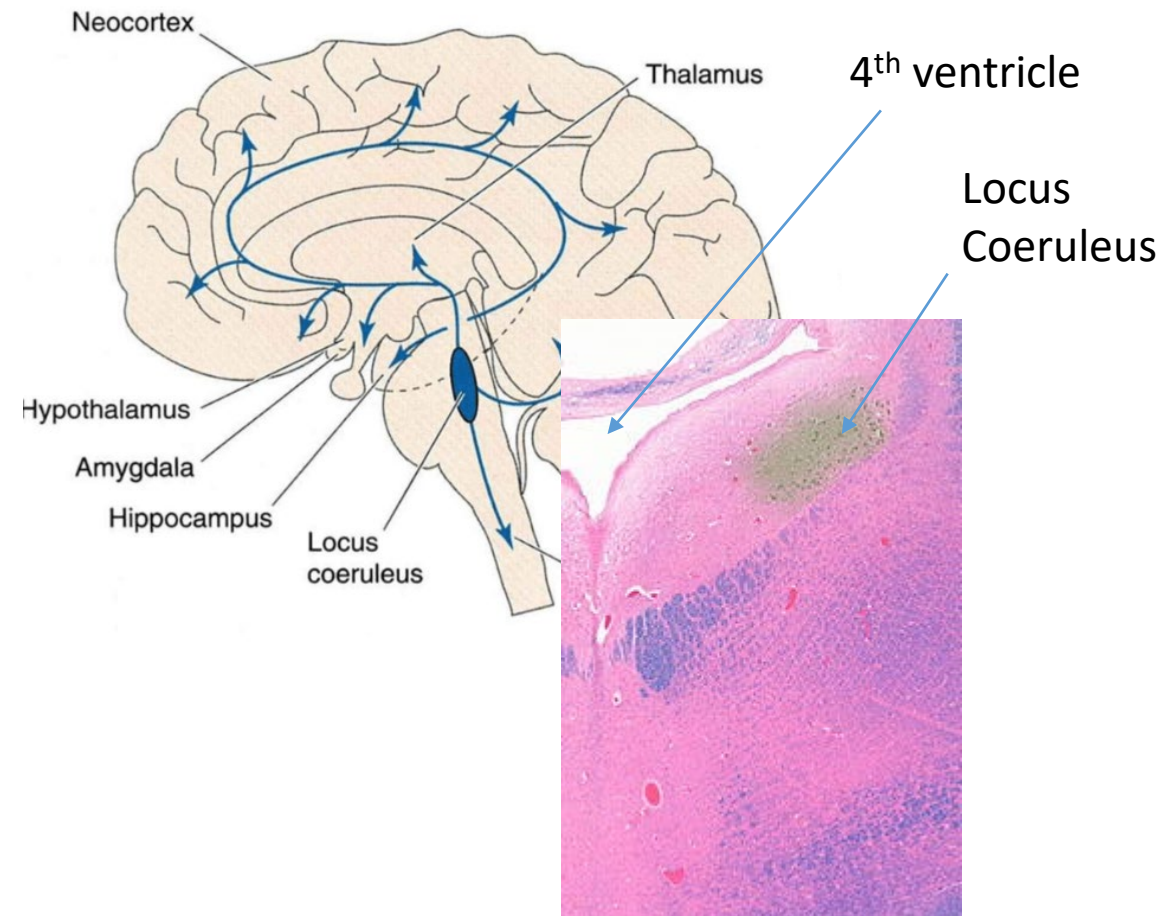 Neocortex
Thalamus
4th ventricle
Locus
Coeruleus
Hypothalamus
Amygdala
Hippocampus
Locus
coeruleus